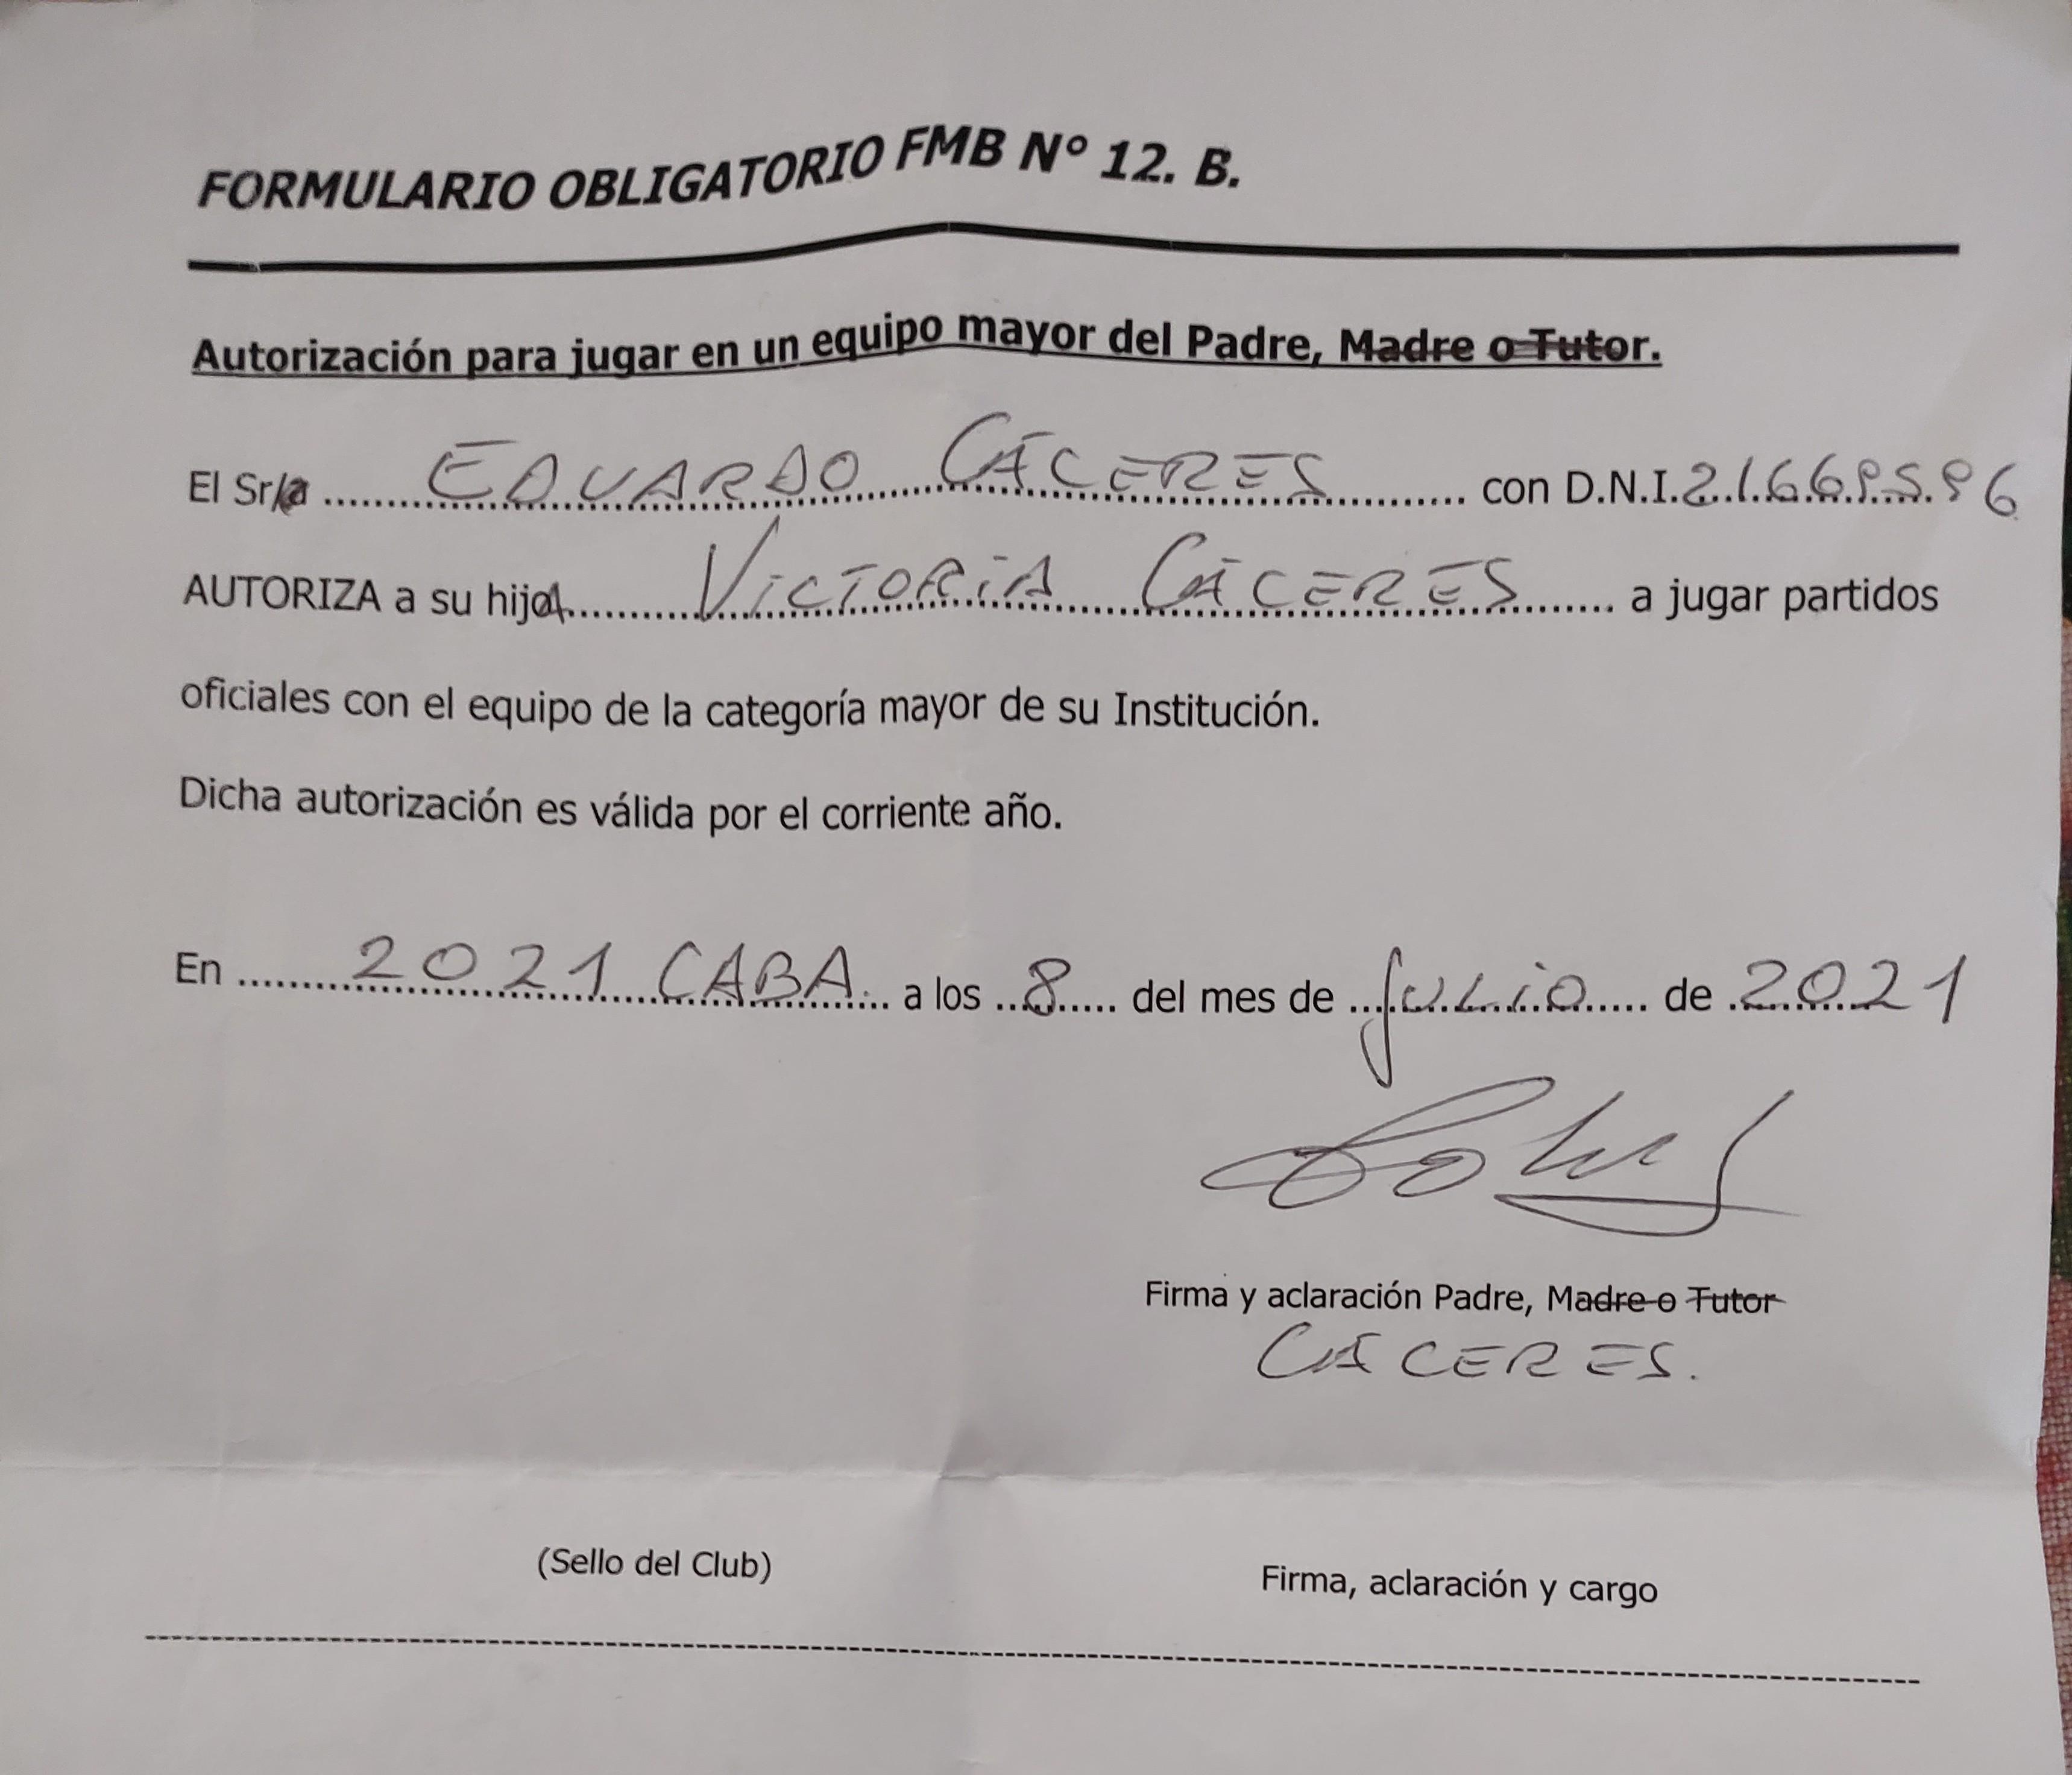 FORMULARIO OBLIGATORIO FMB N° 12. B.
Autorización para jugar en un equipo mayor del Padre, Madre o Tutor.
El Sr/a ........ EDUARDO CÁCERES ........ con D.N.I.
AUTORIZA a su hija ........ VICTORIA CÁCERES ........ a jugar partidos
oficiales con el equipo de la categoría mayor de su Institución.
Dicha autorización es válida por el corriente año.
En ........ 2021 CABA ........ a los ..8..... del mes de ...julio..... de .2021
Firma y aclaración Padre, Madre o Tutor
CÁCERES.
(Sello del Club)
Firma, aclaración y cargo